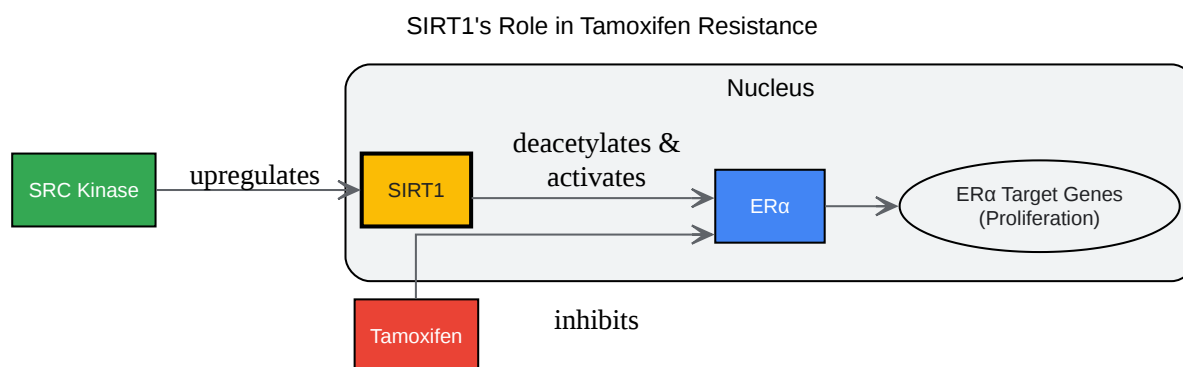 SIRT1's Role in Tamoxifen Resistance
Nucleus
SRC Kinase
upregulates
SIRT1
deacetylates &
activates
ERα
ERα Target Genes
(Proliferation)
Tamoxifen
inhibits